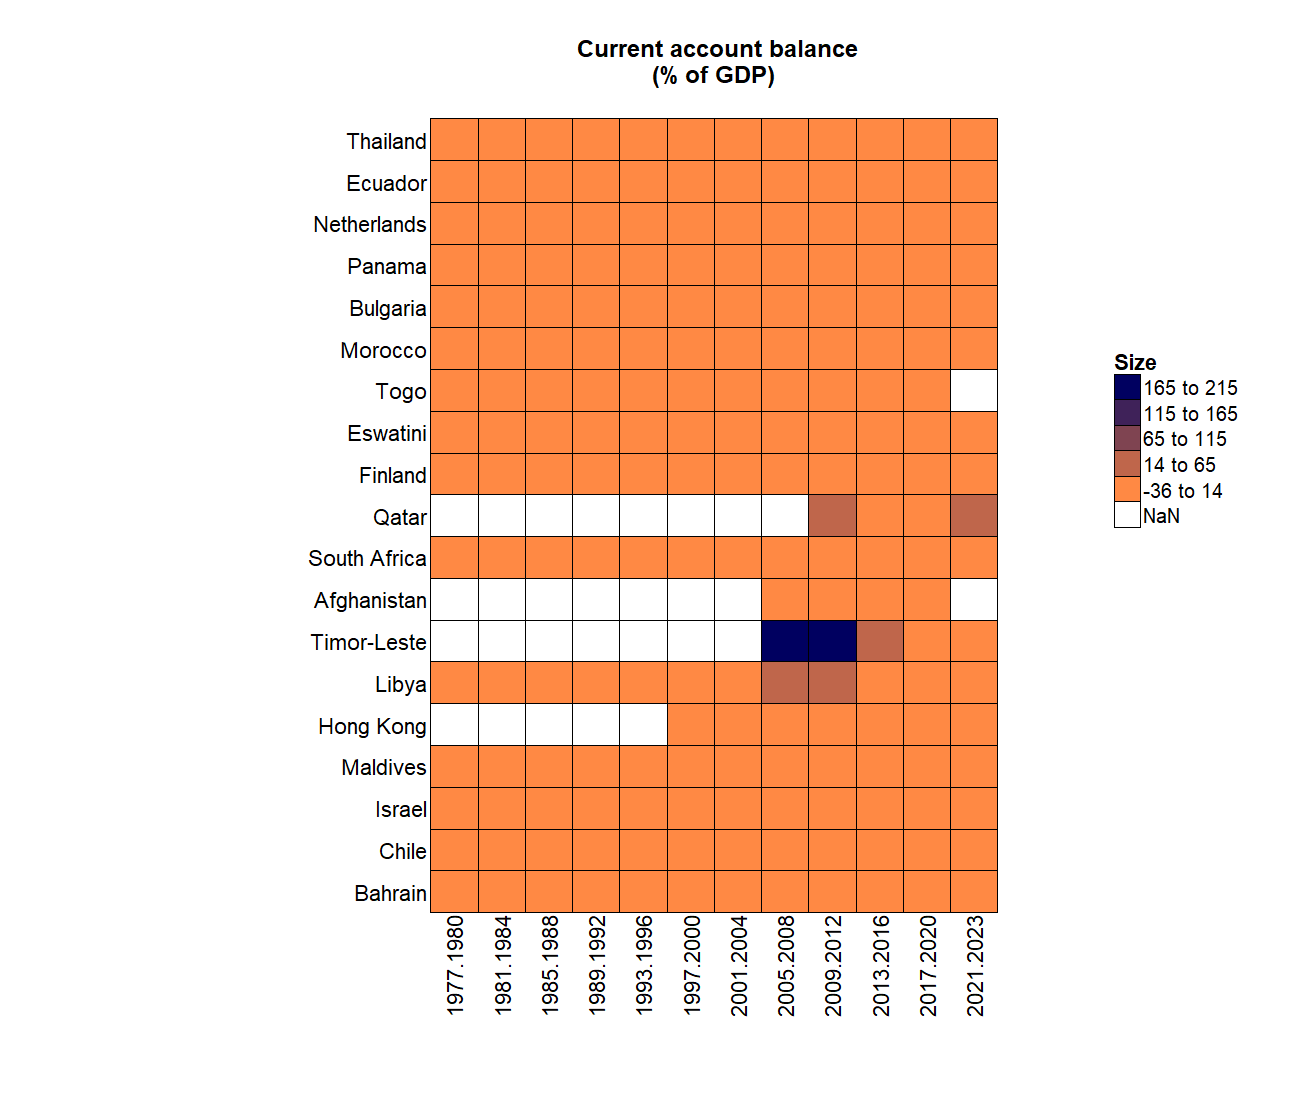 Current account balance
(% of GDP)
Thailand
Ecuador
Netherlands
Panama
Bulgaria
Morocco
Togo
Eswatini
Finland
Qatar
South Africa
Afghanistan
Timor-Leste
Libya
Hong Kong
Maldives
Israel
Chile
Bahrain
1977.1980
1981.1984
1985.1988
1989.1992
1993.1996
1997.2000
2001.2004
2005.2008
2009.2012
2013.2016
2017.2020
2021.2023
Size
165 to 215
115 to 165
65 to 115
14 to 65
-36 to 14
NaN